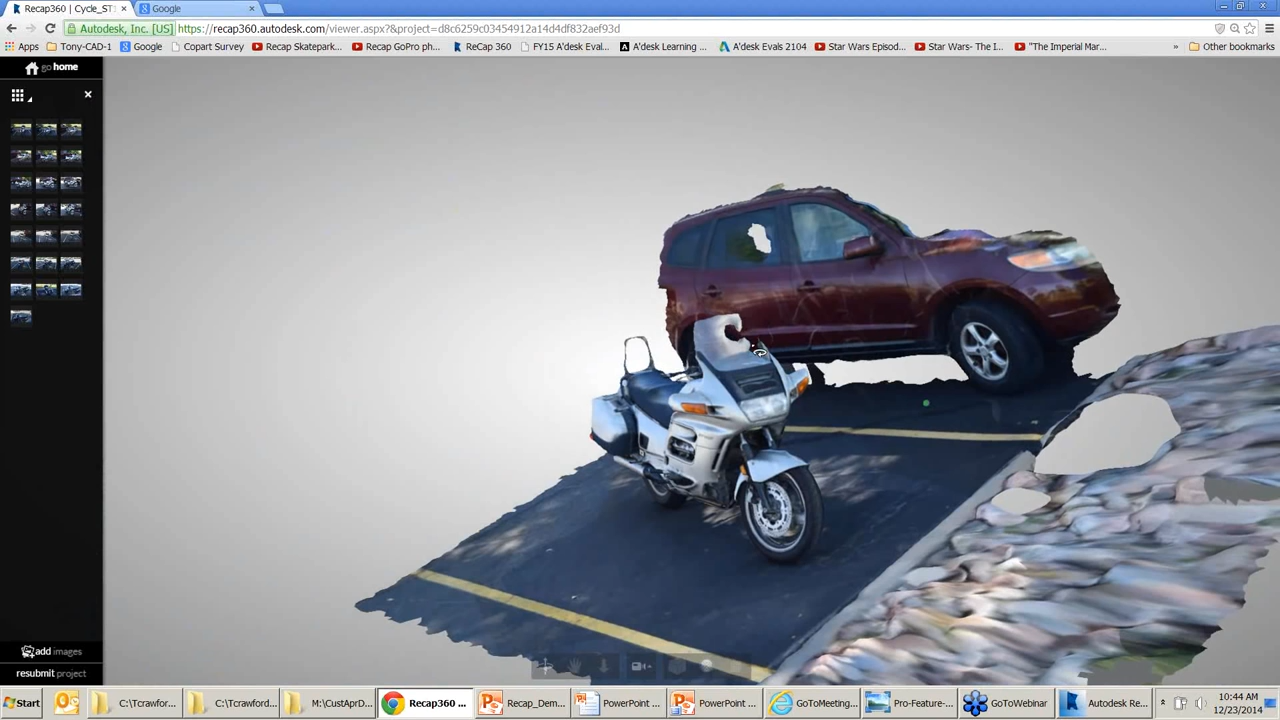 Recap360 | Cycle_ST1 ×
Google ×
Autodesk, Inc. [US] https://recap360.autodesk.com/viewer.aspx?&project=d8c6259c03454912a14d4df832aef93d
Apps Tony-CAD-1 Google Copart Survey Recap Skatepark... Recap GoPro ph... ReCap 360 FY15 A'desk Eval... A'desk Learning ... A'desk Evals 2104 Star Wars Episod... Star Wars- The I... "The Imperial Mar... » Other bookmarks
go home
add images
resubmit project
Start C:\Tcrawfor... C:\Tcrawford... M:\CustAprD... Recap360 ... Recap_Dem... PowerPoint ... PowerPoint ... GoToMeeting... Pro-Feature-... GoToWebinar Autodesk Re...
10:44 AM
12/23/2014